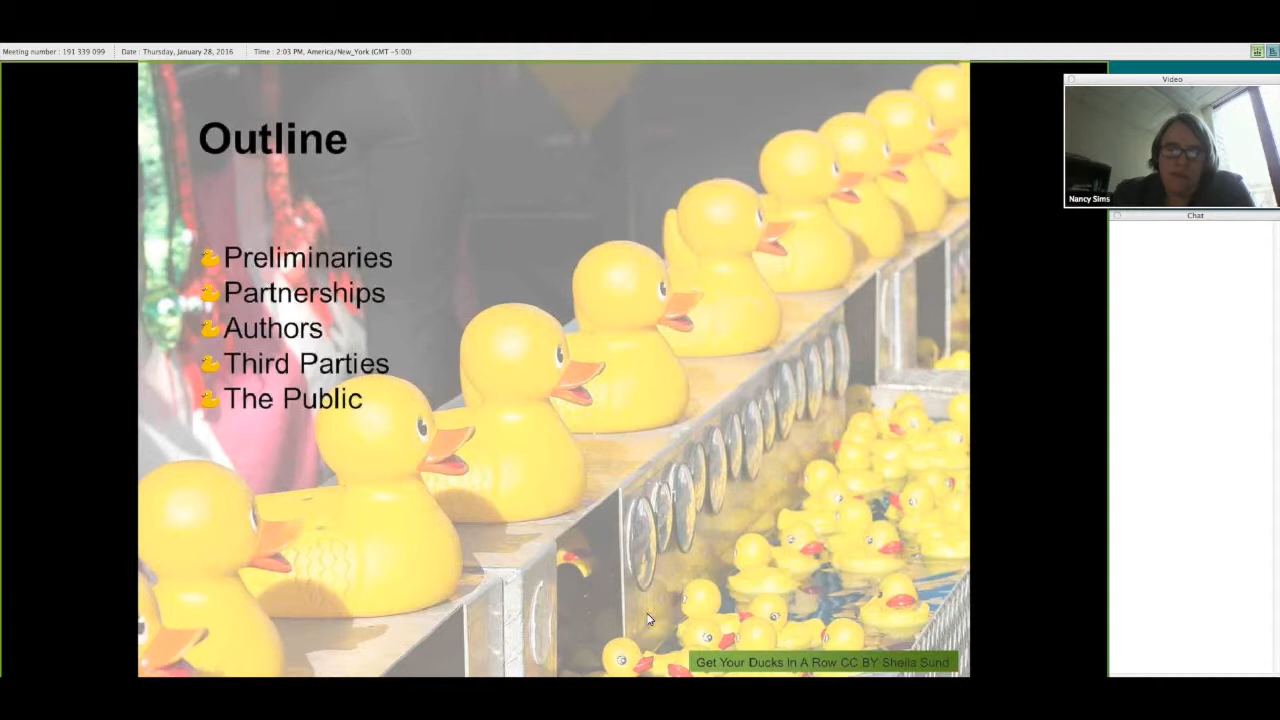 Meeting number : 191 339 099 Date : Thursday, January 28, 2016 Time : 2:03 PM, America/New_York (GMT -5:00)
Video
Nancy Sims
Chat
Outline
Preliminaries
Partnerships
Authors
Third Parties
The Public
Get Your Ducks In A Row CC BY Sheila Sund